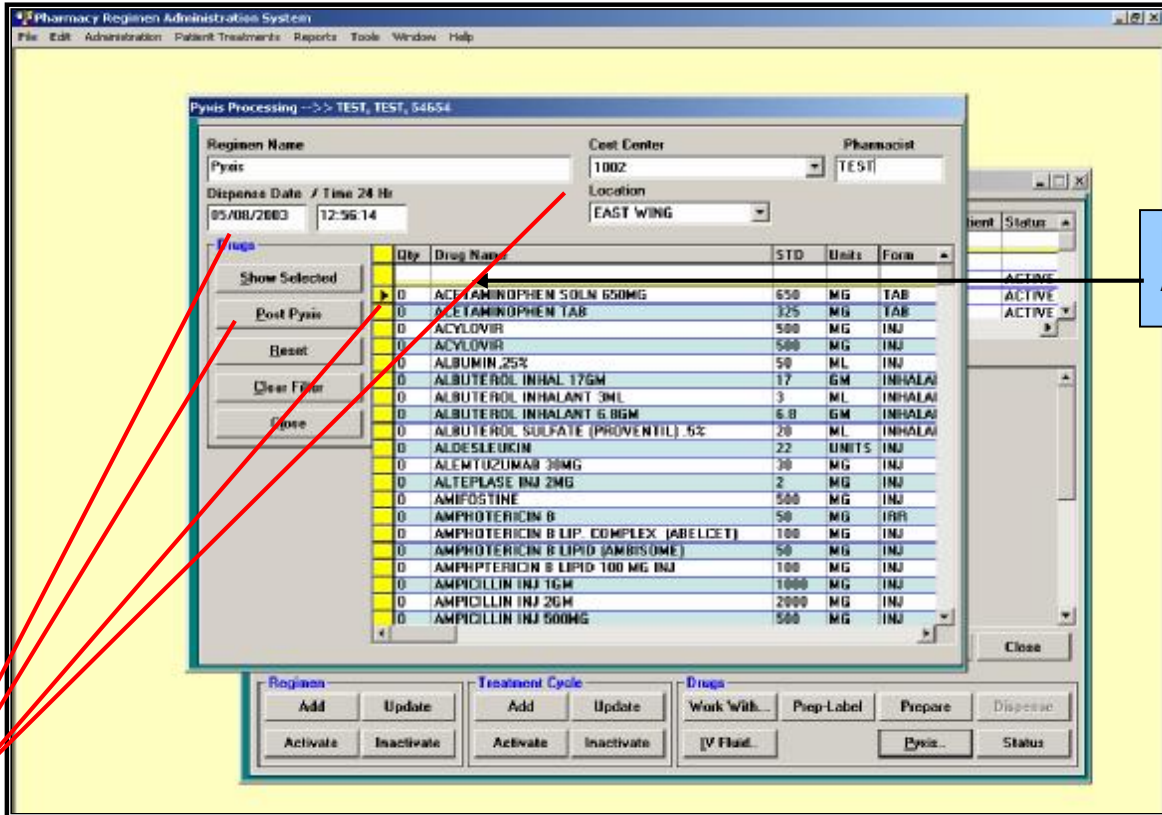 Pharmacy Regimen Administration System
File Edit Administration Patient Treatments Reports Tools Window Help
Pyxis Processing -->> TEST, TEST, 54654
Regimen Name Cost Center Pharmacist
Pyxis 1002 TEST
Dispense Date / Time 24 Hr Location
05/08/2003 12:56:14 EAST WING
Drugs
Show Selected
Post Pyxis
Reset
Clear Filter
Close
Qty Drug Name STD Units Form
0 ACETAMINOPHEN SOLN 650MG 650 MG TAB
0 ACETAMINOPHEN TAB 325 MG TAB
0 ACYLOVIR 500 MG INJ
0 ACYLOVIR 500 MG INJ
0 ALBUMIN,25% 50 ML INJ
0 ALBUTEROL INHAL 17GM 17 GM INHALA
0 ALBUTEROL INHALANT 3ML 3 ML INHALA
0 ALBUTEROL INHALANT 6.8GM 6.8 GM INHALA
0 ALBUTEROL SULFATE (PROVENTIL) .5% 20 ML INHALA
0 ALDESLEUKIN 22 UNITS INJ
0 ALEMTUZUMAB 30MG 30 MG INJ
0 ALTEPLASE INJ 2MG 2 MG INJ
0 AMIFOSTINE 500 MG INJ
0 AMPHOTERICIN B 50 MG IRR
0 AMPHOTERICIN B LIP. COMPLEX (ABELCET) 100 MG INJ
0 AMPHOTERICIN B LIPID (AMBISOME) 50 MG INJ
0 AMPHPTERICIN B LIPID 100 MG INJ 100 MG INJ
0 AMPICILLIN INJ 1GM 1000 MG INJ
0 AMPICILLIN INJ 2GM 2000 MG INJ
0 AMPICILLIN INJ 500MG 500 MG INJ
tient Status
ACTIVE
ACTIVE
ACTIVE
Close
Regimen Treatment Cycle Drugs
Add Update Add Update Work With... Prep-Label Prepare Dispense
Activate Inactivate Activate Inactivate IV Fluid.. Pyxis.. Status